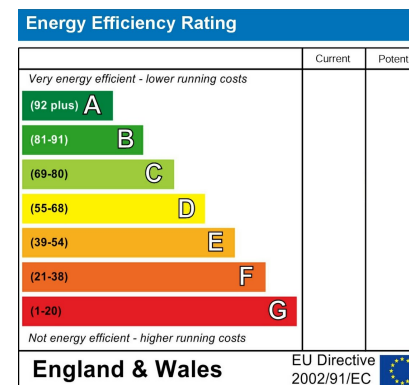 Energy Efficiency Rating
Current Potent
Very energy efficient - lower running costs
(92 plus) A
(81-91) B
(69-80) C
(55-68) D
(39-54) E
(21-38) F
(1-20) G
Not energy efficient - higher running costs
England & Wales
EU Directive
2002/91/EC